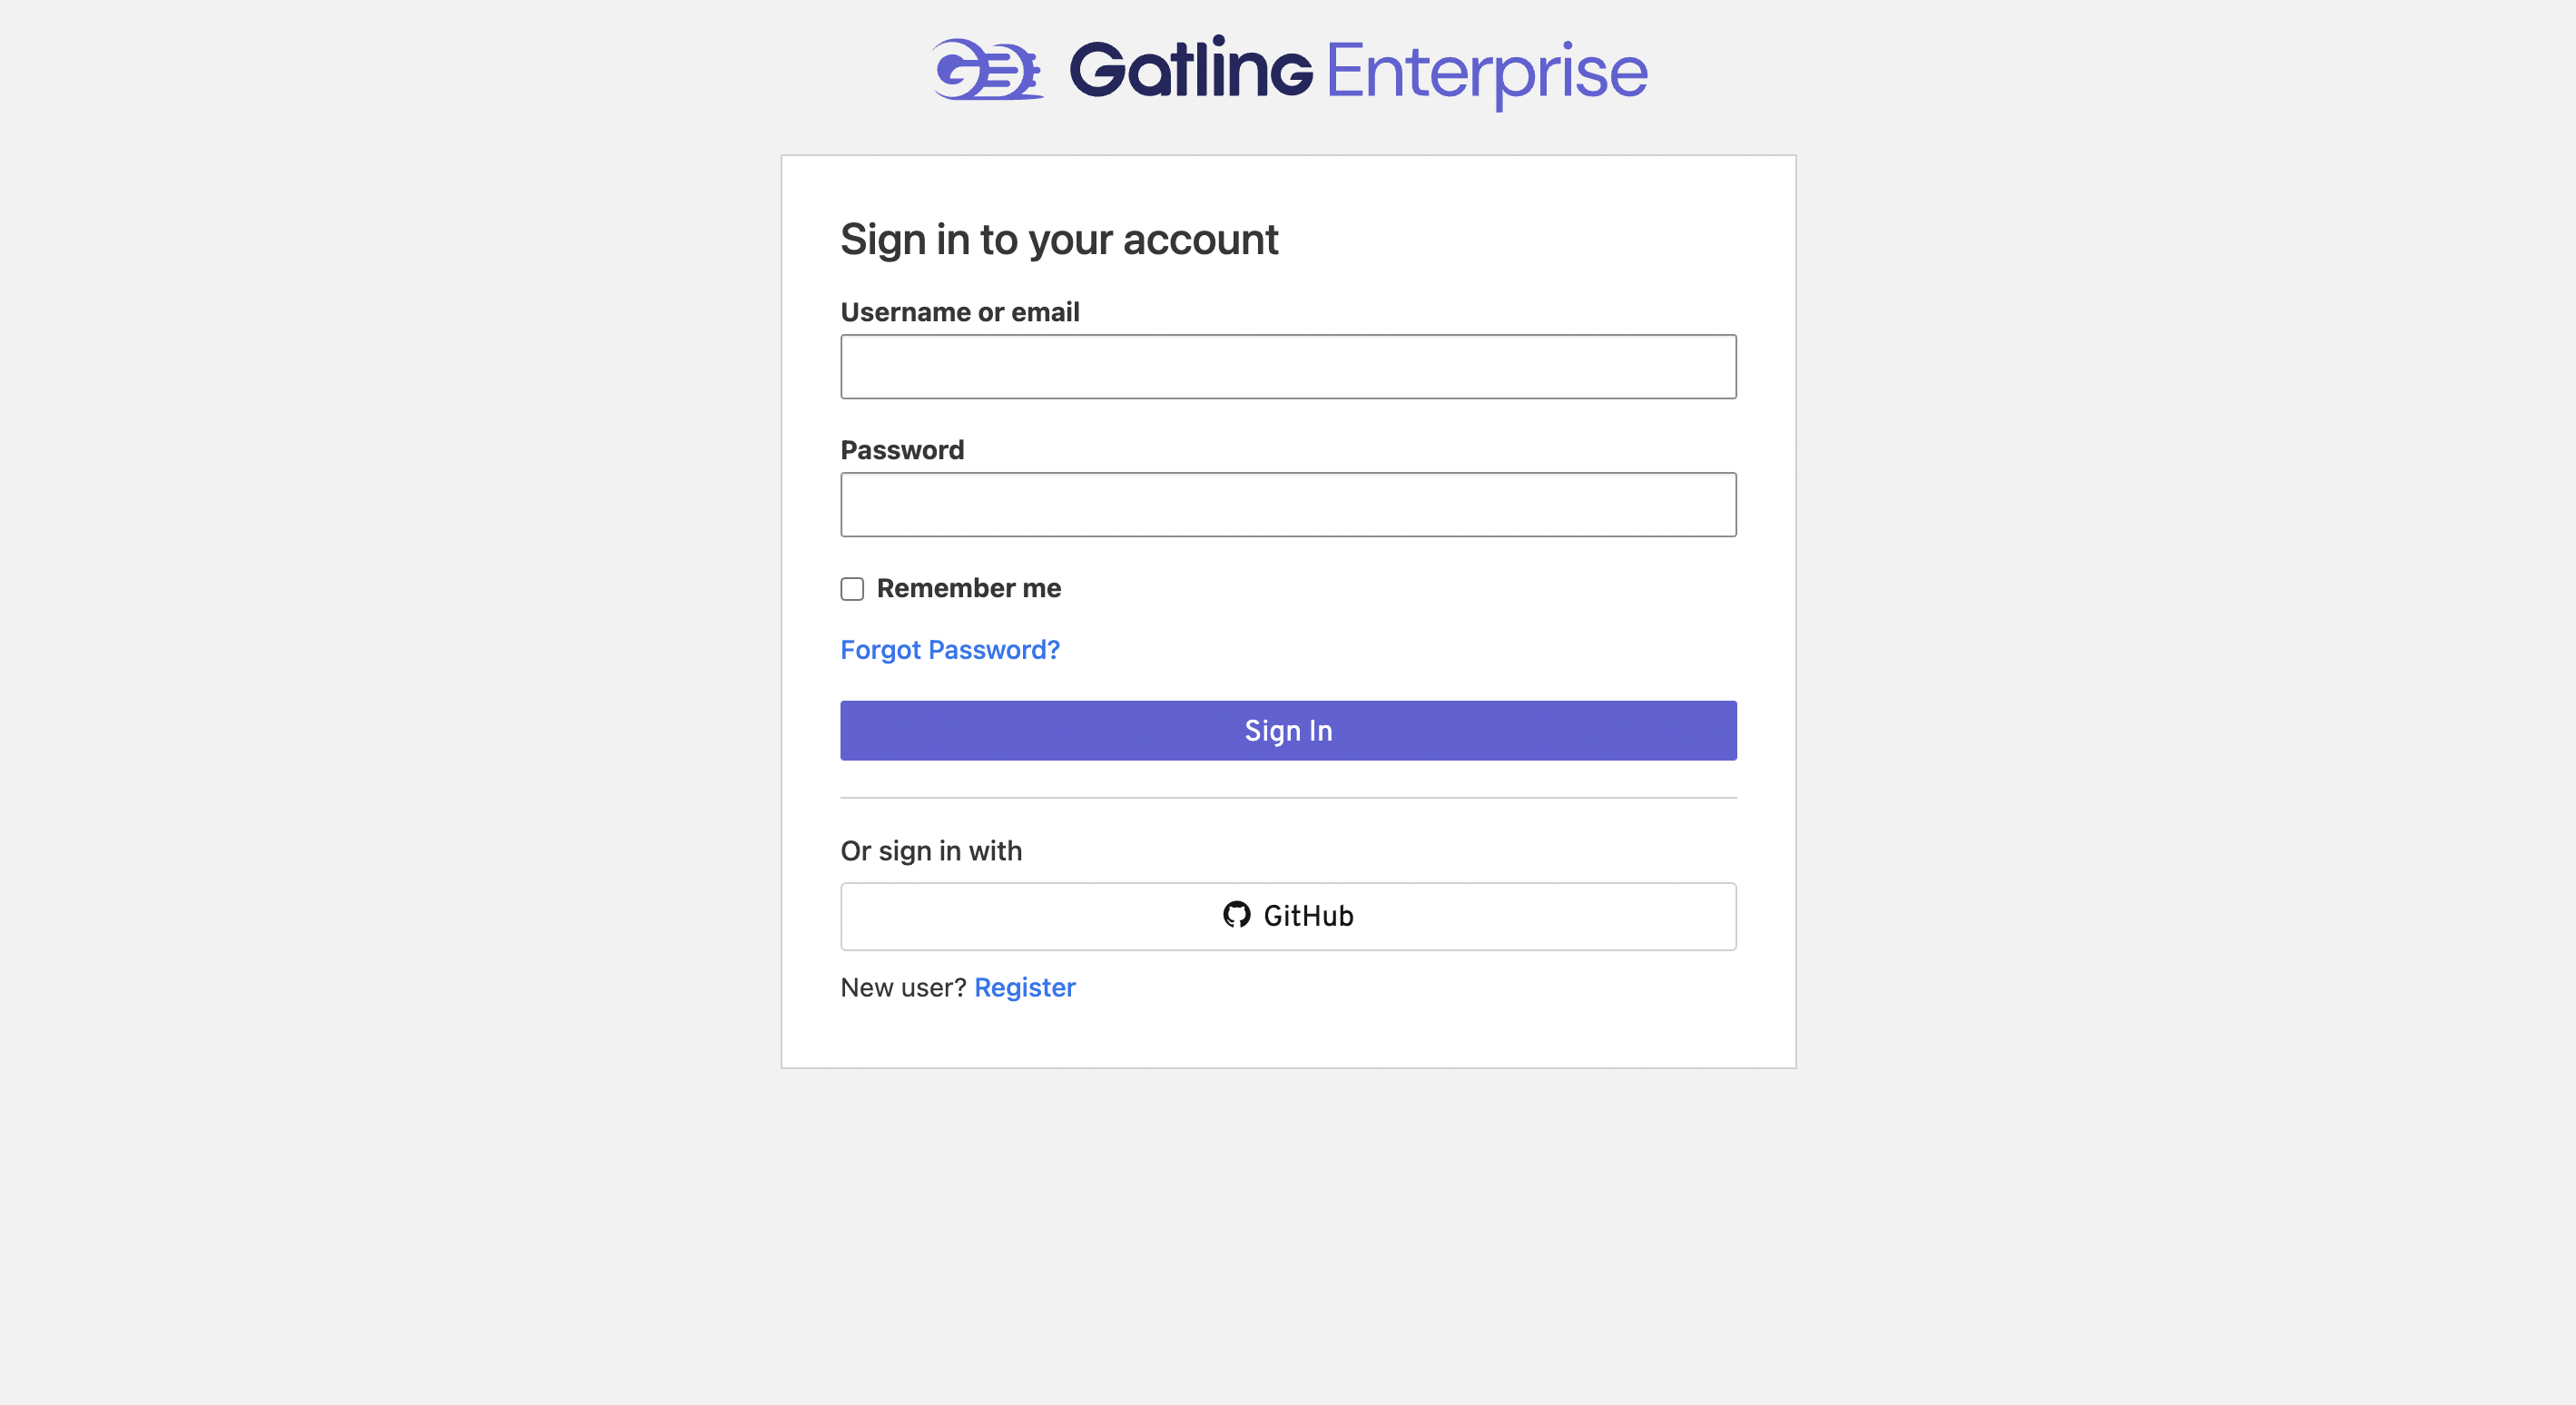 Gatling Enterprise
Sign in to your account
Username or email
Password
Remember me
Forgot Password?
Sign In
Or sign in with
GitHub
New user? Register